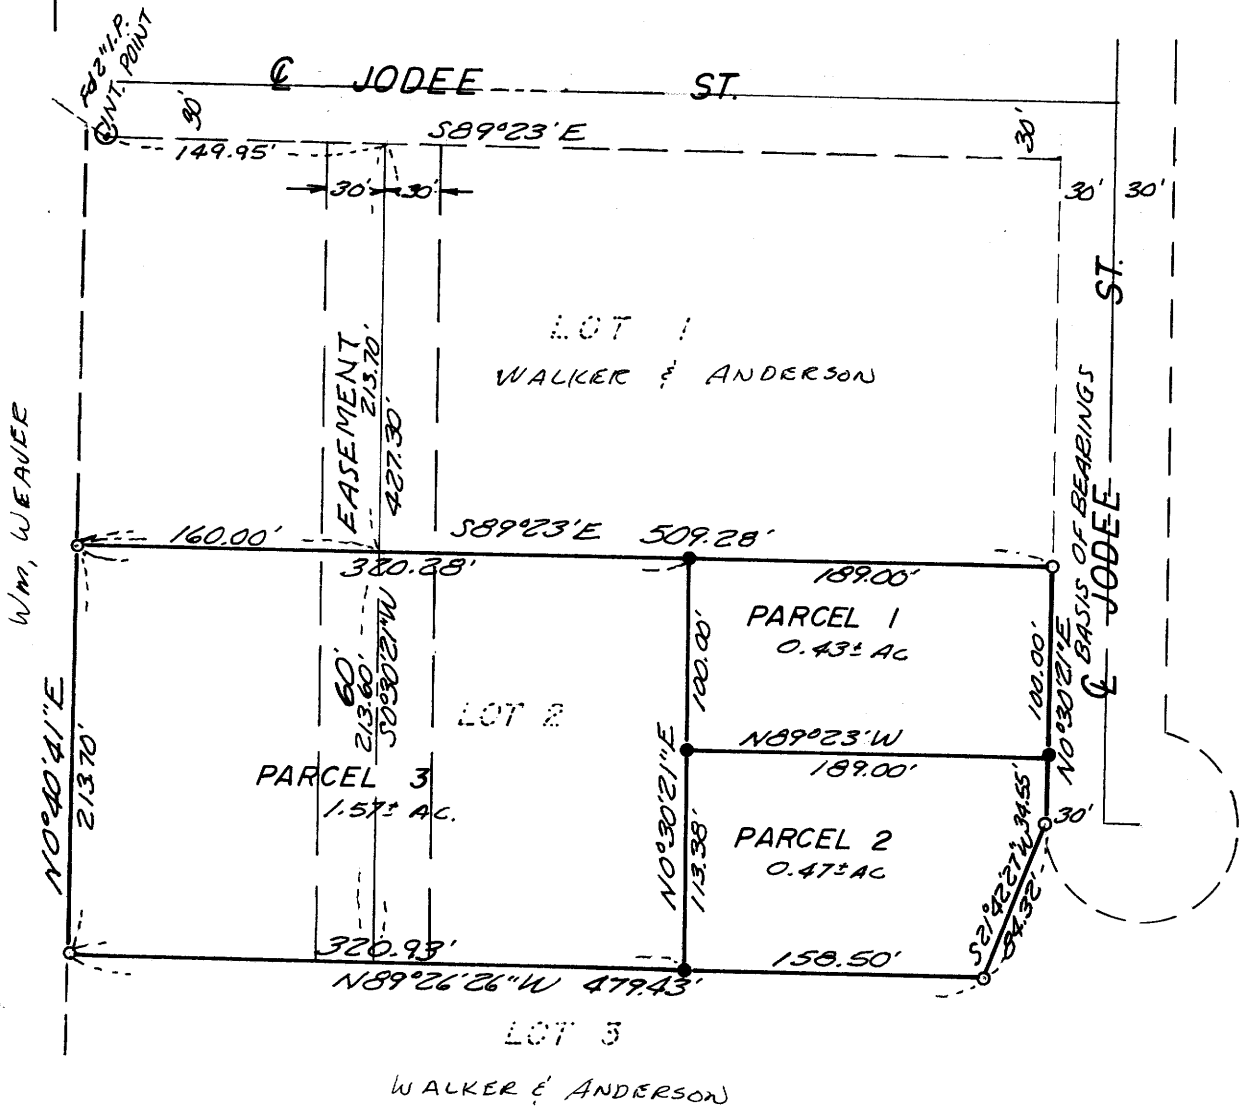 Fd 2" I.P.
INT. POINT
℄ JODEE ST.
30'
S89°23'E
30'
149.95'
30' 30'
30' 30'
ST.
LOT 1
WALKER & ANDERSON
EASEMENT
213.70'
427.30'
Wm. WEAVER
BASIS OF BEARINGS
℄ JODEE
160.00'
S89°23'E 509.28'
320.28'
189.00'
PARCEL 1
0.43± AC
100.00'
100.00'
N0°30'21"E
60'
213.60'
S0°30'21"W
LOT 2
N0°40'41"E
213.70'
N89°23'W
189.00'
PARCEL 3
1.57± AC.
N0°30'21"E
113.38'
PARCEL 2
0.47± AC
34.55'
30'
S21°42'27"W
84.32'
320.93'
158.50'
N89°26'26"W 479.43'
LOT 3
WALKER & ANDERSON